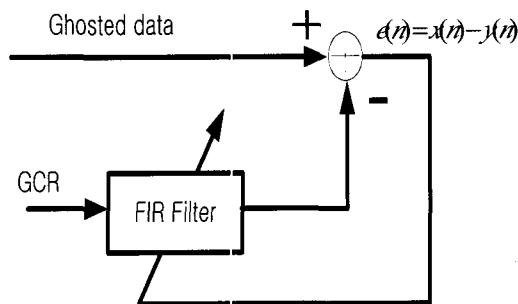 Ghosted data
+
e(n)=x(n)−y(n)
−
GCR
FIR Filter